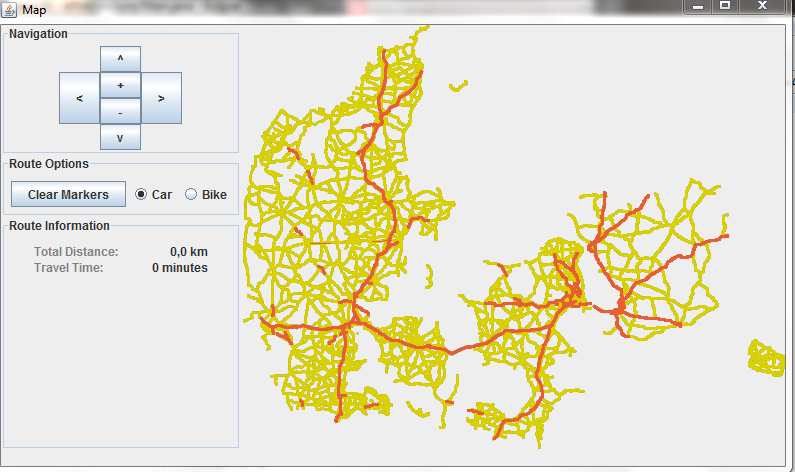 Map
Navigation
^
< + >
-
v
Route Options
Clear Markers Car Bike
Route Information
Total Distance: 0,0 km
Travel Time: 0 minutes